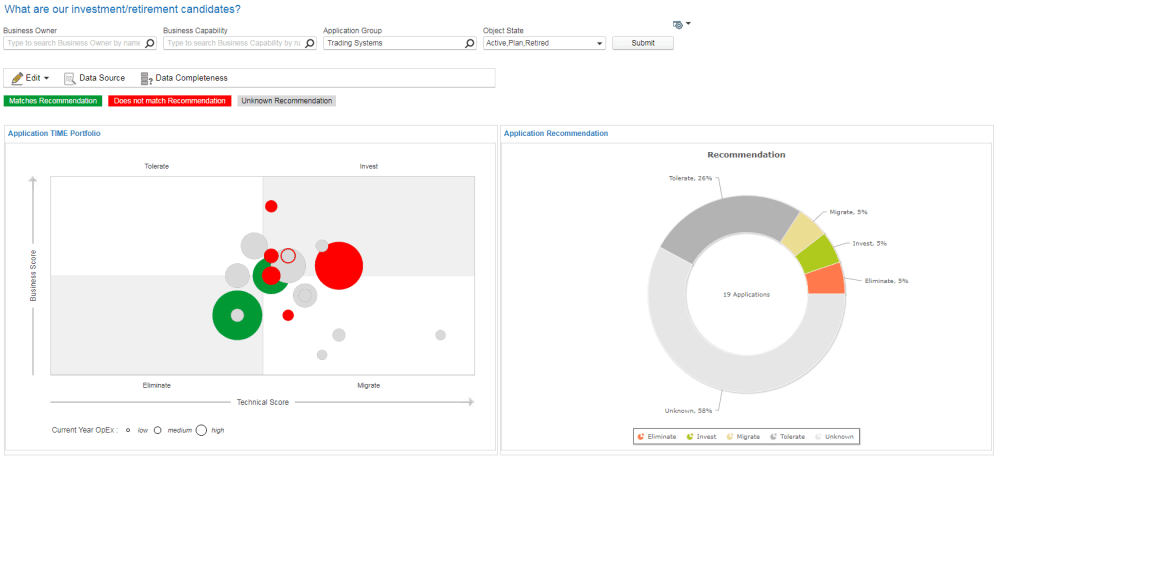 What are our investment/retirement candidates?
Business Owner
Business Capability
Application Group
Object State
Type to search Business Owner by name
Type to search Business Capability by nu
Trading Systems
Active,Plan,Retired
Submit
Edit
Data Source
Data Completeness
Matches Recommendation
Does not match Recommendation
Unknown Recommendation
Application TIME Portfolio
Tolerate
Invest
Business Score
Eliminate
Migrate
Technical Score
Current Year OpEx :
low
medium
high
Application Recommendation
Recommendation
Tolerate, 26%
Migrate, 5%
Invest, 5%
Eliminate, 5%
19 Applications
Unknown, 58%
Eliminate
Invest
Migrate
Tolerate
Unknown